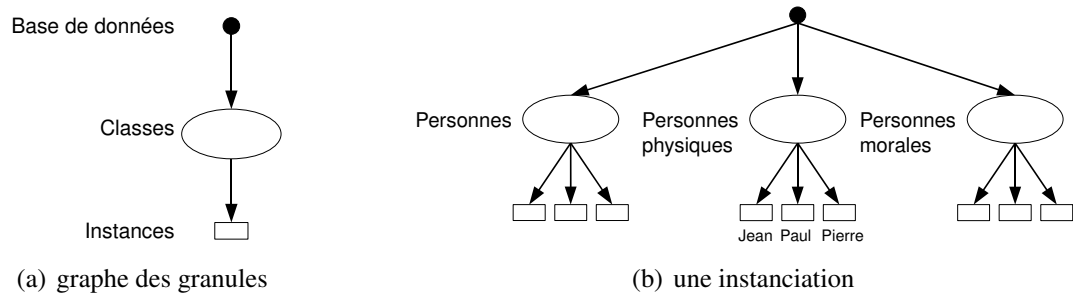 Base de données
Classes
Instances
(a) graphe des granules
Personnes
Personnes
physiques
Personnes
morales
Jean Paul Pierre
(b) une instanciation